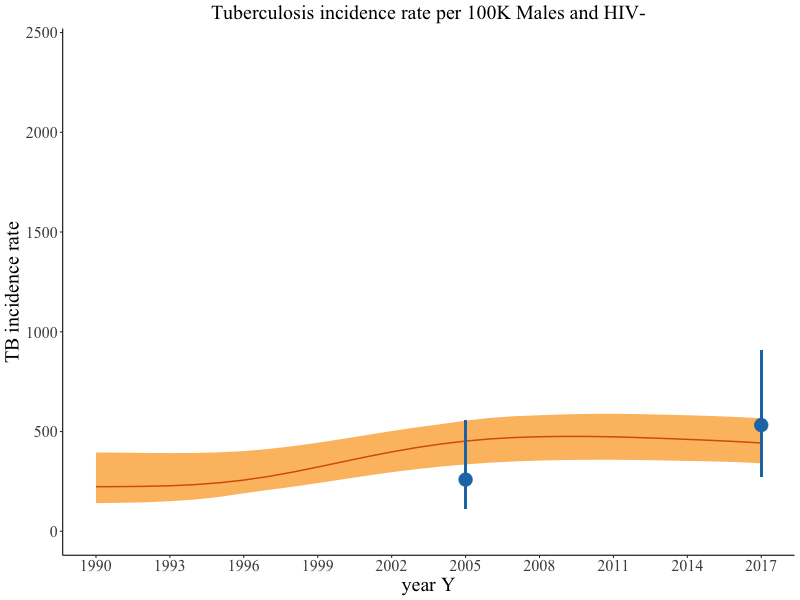 Tuberculosis incidence rate per 100K Males and HIV-
TB incidence rate
2500
2000
1500
1000
500
0
1990 1993 1996 1999 2002 2005 2008 2011 2014 2017
year Y